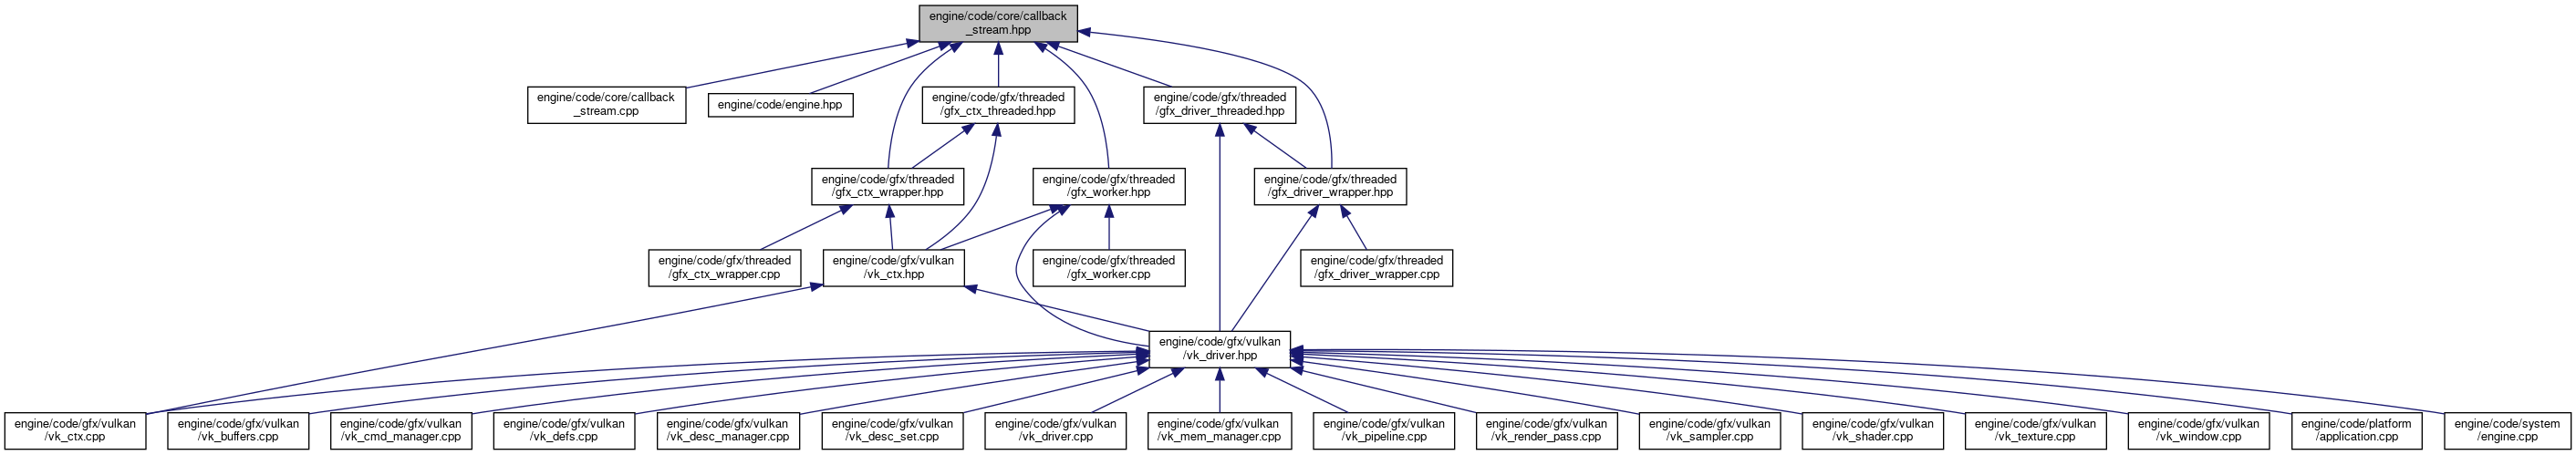 engine/code/core/callback
_stream.hpp
engine/code/core/callback
_stream.cpp
engine/code/engine.hpp
engine/code/gfx/threaded
/gfx_ctx_threaded.hpp
engine/code/gfx/threaded
/gfx_driver_threaded.hpp
engine/code/gfx/threaded
/gfx_ctx_wrapper.hpp
engine/code/gfx/threaded
/gfx_worker.hpp
engine/code/gfx/threaded
/gfx_driver_wrapper.hpp
engine/code/gfx/threaded
/gfx_ctx_wrapper.cpp
engine/code/gfx/vulkan
/vk_ctx.hpp
engine/code/gfx/threaded
/gfx_worker.cpp
engine/code/gfx/threaded
/gfx_driver_wrapper.cpp
engine/code/gfx/vulkan
/vk_driver.hpp
engine/code/gfx/vulkan
/vk_ctx.cpp
engine/code/gfx/vulkan
/vk_buffers.cpp
engine/code/gfx/vulkan
/vk_cmd_manager.cpp
engine/code/gfx/vulkan
/vk_defs.cpp
engine/code/gfx/vulkan
/vk_desc_manager.cpp
engine/code/gfx/vulkan
/vk_desc_set.cpp
engine/code/gfx/vulkan
/vk_driver.cpp
engine/code/gfx/vulkan
/vk_mem_manager.cpp
engine/code/gfx/vulkan
/vk_pipeline.cpp
engine/code/gfx/vulkan
/vk_render_pass.cpp
engine/code/gfx/vulkan
/vk_sampler.cpp
engine/code/gfx/vulkan
/vk_shader.cpp
engine/code/gfx/vulkan
/vk_texture.cpp
engine/code/gfx/vulkan
/vk_window.cpp
engine/code/platform
/application.cpp
engine/code/system
/engine.cpp